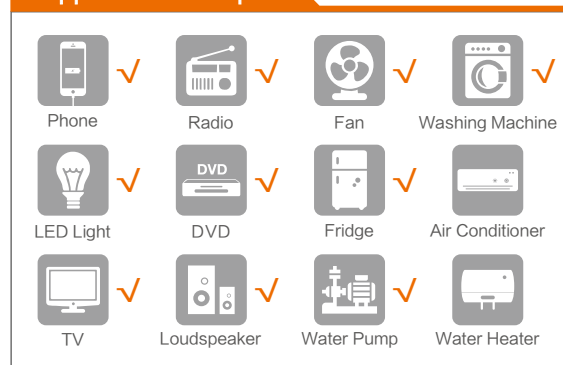 Phone √ Radio √ Fan √ Washing Machine √
DVD
LED Light √ DVD √ Fridge √ Air Conditioner
TV √ Loudspeaker √ Water Pump √ Water Heater